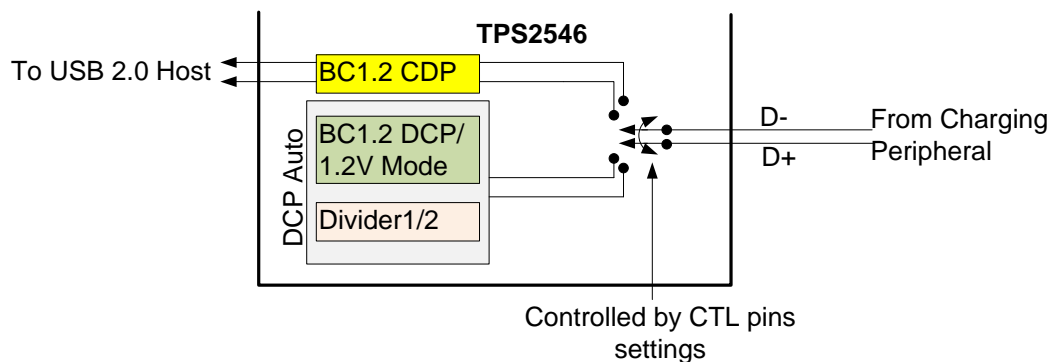 TPS2546
To USB 2.0 Host
BC1.2 CDP
DCP Auto
BC1.2 DCP/
1.2V Mode
Divider1/2
D-
D+
From Charging
Peripheral
Controlled by CTL pins
settings